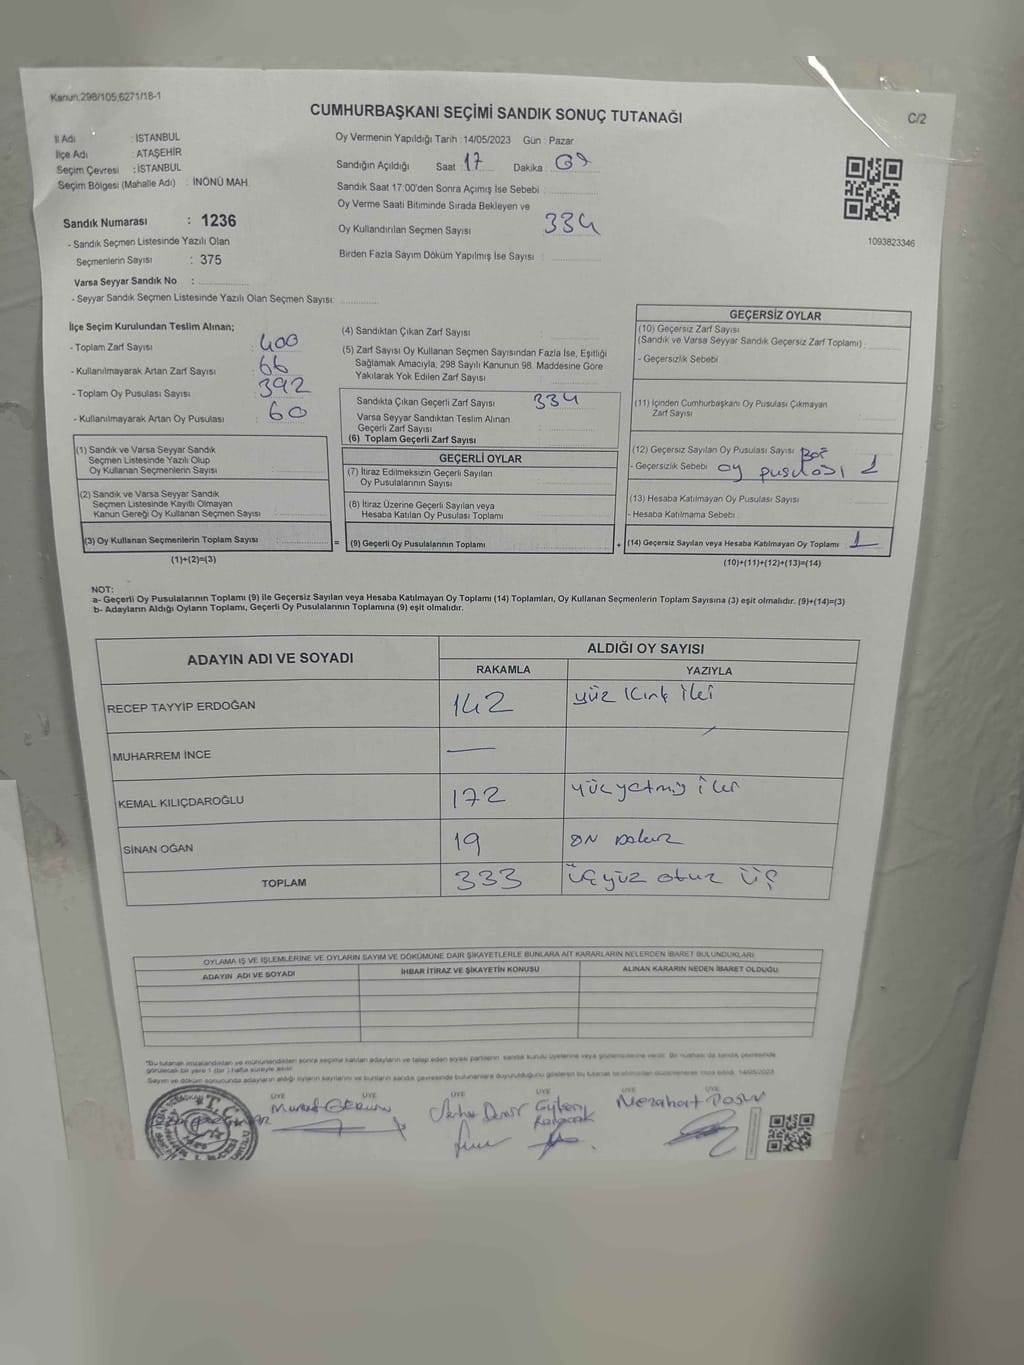 Kanun:298/105,6271/18-1
CUMHURBAŞKANI SEÇİMİ SANDIK SONUÇ TUTANAĞI
C/2
İl Adı : İSTANBUL
İlçe Adı : ATAŞEHİR
Seçim Çevresi : İSTANBUL
Seçim Bölgesi (Mahalle Adı) : İNÖNÜ MAH.
Oy Vermenin Yapıldığı Tarih : 14/05/2023 Gün : Pazar
Sandığın Açıldığı Saat 17 Dakika 09
Sandık Saat 17:00'den Sonra Açımış İse Sebebi
Oy Verme Saati Bitiminde Sırada Bekleyen ve
Oy Kullandırılan Seçmen Sayısı 334
Birden Fazla Sayım Döküm Yapılmış İse Sayısı :
1093823346
Sandık Numarası : 1236
- Sandık Seçmen Listesinde Yazılı Olan
Seçmenlerin Sayısı : 375
Varsa Seyyar Sandık No :
- Seyyar Sandık Seçmen Listesinde Yazılı Olan Seçmen Sayısı:
İlçe Seçim Kurulundan Teslim Alınan;
- Toplam Zarf Sayısı : 400
- Kullanılmayarak Artan Zarf Sayısı : 66
- Toplam Oy Pusulası Sayısı : 392
- Kullanılmayarak Artan Oy Pusulası : 60
(1) Sandık ve Varsa Seyyar Sandık
Seçmen Listesinde Yazılı Olup
Oy Kullanan Seçmenlerin Sayısı
(2) Sandık ve Varsa Seyyar Sandık
Seçmen Listesinde Kayıtlı Olmayan
Kanun Gereği Oy Kullanan Seçmen Sayısı
(3) Oy Kullanan Seçmenlerin Toplam Sayısı
(1)+(2)=(3)
=
(4) Sandıktan Çıkan Zarf Sayısı
(5) Zarf Sayısı Oy Kullanan Seçmen Sayısından Fazla İse, Eşitliği
Sağlamak Amacıyla, 298 Sayılı Kanunun 98. Maddesine Göre
Yakılarak Yok Edilen Zarf Sayısı
Sandıkta Çıkan Geçerli Zarf Sayısı 334
Varsa Seyyar Sandıktan Teslim Alınan
Geçerli Zarf Sayısı
(6) Toplam Geçerli Zarf Sayısı
GEÇERLİ OYLAR
(7) İtiraz Edilmeksizin Geçerli Sayılan
Oy Pusulalarının Sayısı
(8) İtiraz Üzerine Geçerli Sayılan veya
Hesaba Katılan Oy Pusulası Toplamı
(9) Geçerli Oy Pusulalarının Toplamı
+
GEÇERSİZ OYLAR
(10) Geçersiz Zarf Sayısı
(Sandık ve Varsa Seyyar Sandık Geçersiz Zarf Toplamı) :
- Geçersizlik Sebebi
(11) İçinden Cumhurbaşkanı Oy Pusulası Çıkmayan
Zarf Sayısı
(12) Geçersiz Sayılan Oy Pusulası Sayısı Boş
- Geçersizlik Sebebi oy pusulası 1
(13) Hesaba Katılmayan Oy Pusulası Sayısı
- Hesaba Katılmama Sebebi
(14) Geçersiz Sayılan veya Hesaba Katılmayan Oy Toplamı 1
(10)+(11)+(12)+(13)=(14)
NOT:
a- Geçerli Oy Pusulalarının Toplamı (9) ile Geçersiz Sayılan veya Hesaba Katılmayan Oy Toplamı (14) Toplamları, Oy Kullanan Seçmenlerin Toplam Sayısına (3) eşit olmalıdır. (9)+(14)=(3)
b- Adayların Aldığı Oyların Toplamı, Geçerli Oy Pusulalarının Toplamına (9) eşit olmalıdır.
ADAYIN ADI VE SOYADI
ALDIĞI OY SAYISI
RAKAMLA YAZIYLA
RECEP TAYYİP ERDOĞAN 142 yüz kırk iki
MUHARREM İNCE —
KEMAL KILIÇDAROĞLU 172 yüz yetmiş iki
SİNAN OĞAN 19 ON Dokuz
TOPLAM 333 üç yüz otuz üç
OYLAMA İŞ VE İŞLEMLERİNE VE OYLARIN SAYIM VE DÖKÜMÜNE DAİR ŞİKAYETLERLE BUNLARA AİT KARARLARIN NELERDEN İBARET BULUNDUKLARI
ADAYIN ADI VE SOYADI İHBAR İTİRAZ VE ŞİKAYETİN KONUSU ALINAN KARARIN NEDEN İBARET OLDUĞU
ÜYE ÜYE ÜYE ÜYE ÜYE ÜYE
Serhat Demir Gülten Nezahat